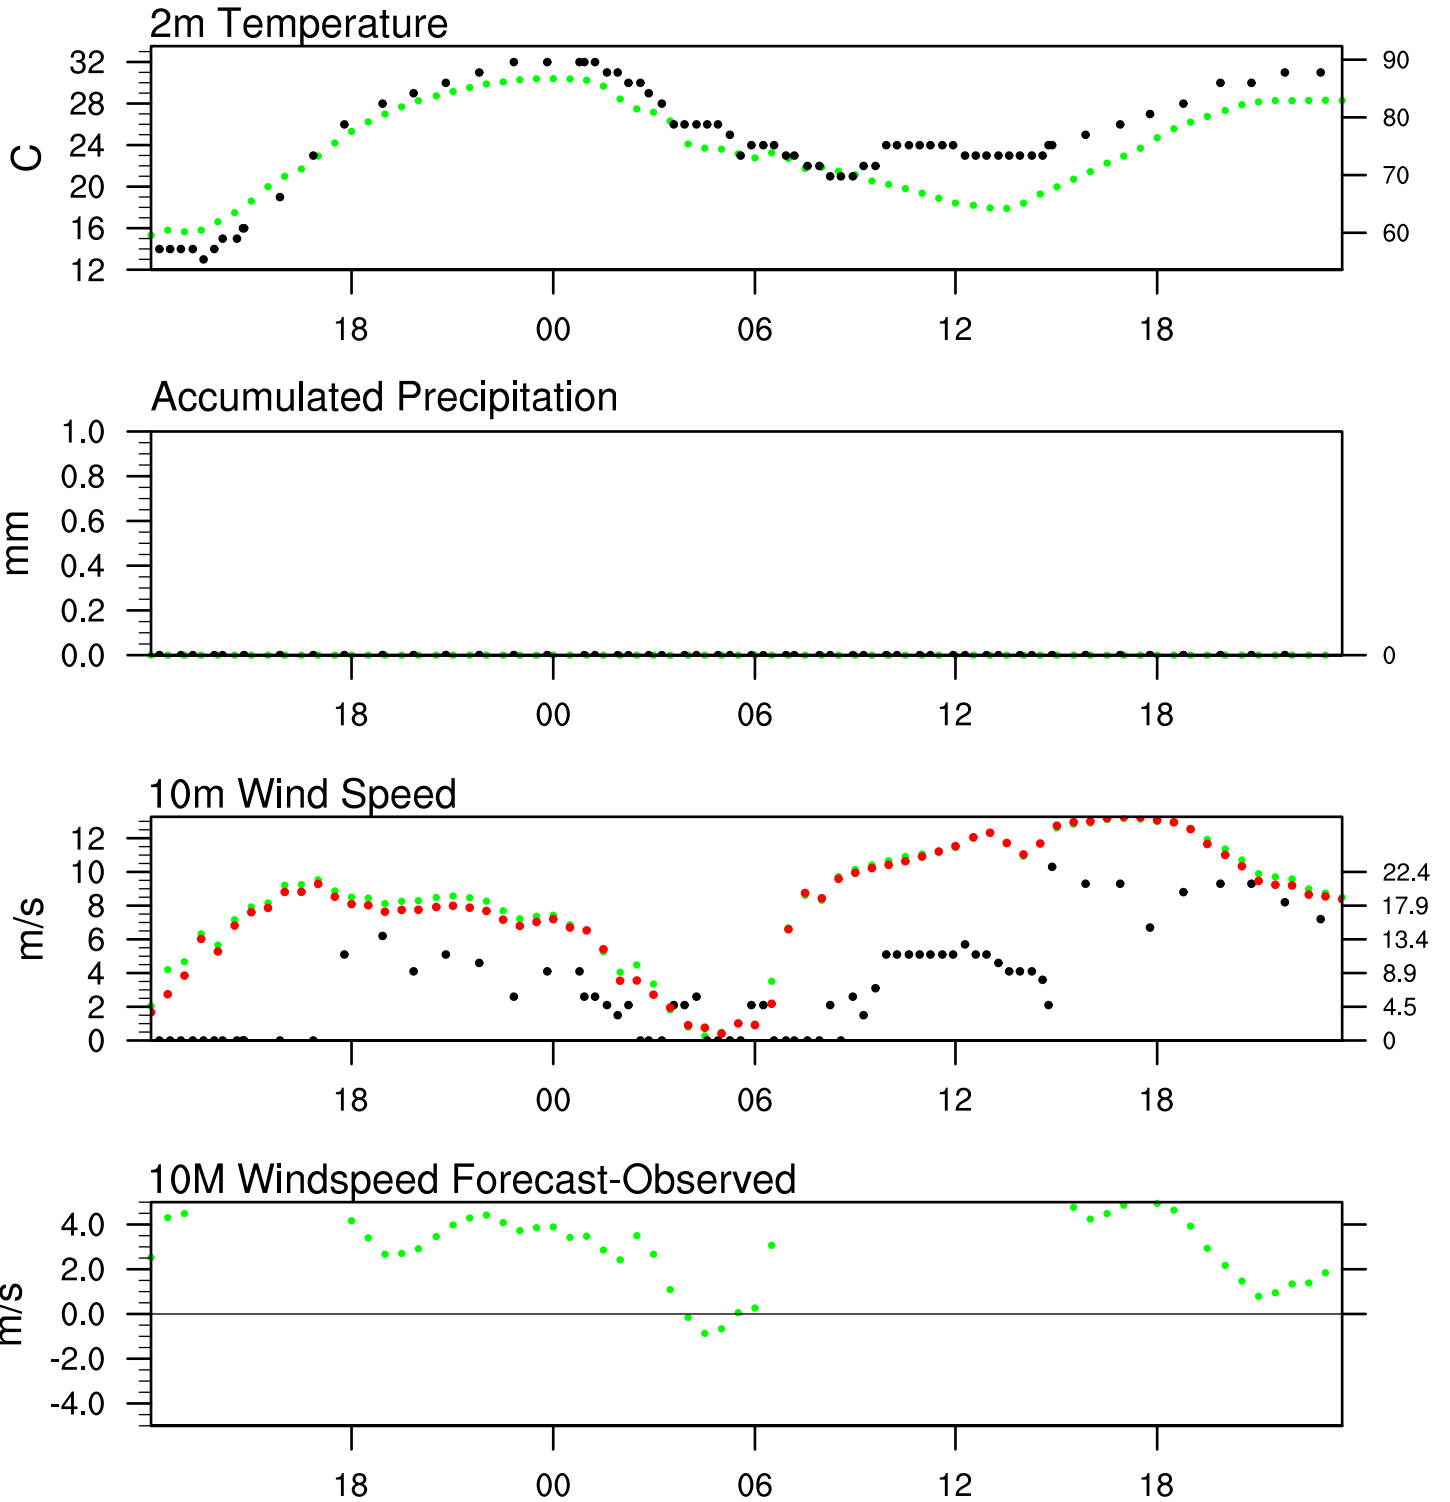 2m Temperature
C
32
28
24
20
16
12
90
80
70
60
18 00 06 12 18
Accumulated Precipitation
mm
1.0
0.8
0.6
0.4
0.2
0.0
0
18 00 06 12 18
10m Wind Speed
m/s
12
10
8
6
4
2
0
22.4
17.9
13.4
8.9
4.5
0
18 00 06 12 18
10M Windspeed Forecast-Observed
m/s
4.0
2.0
0.0
-2.0
-4.0
18 00 06 12 18